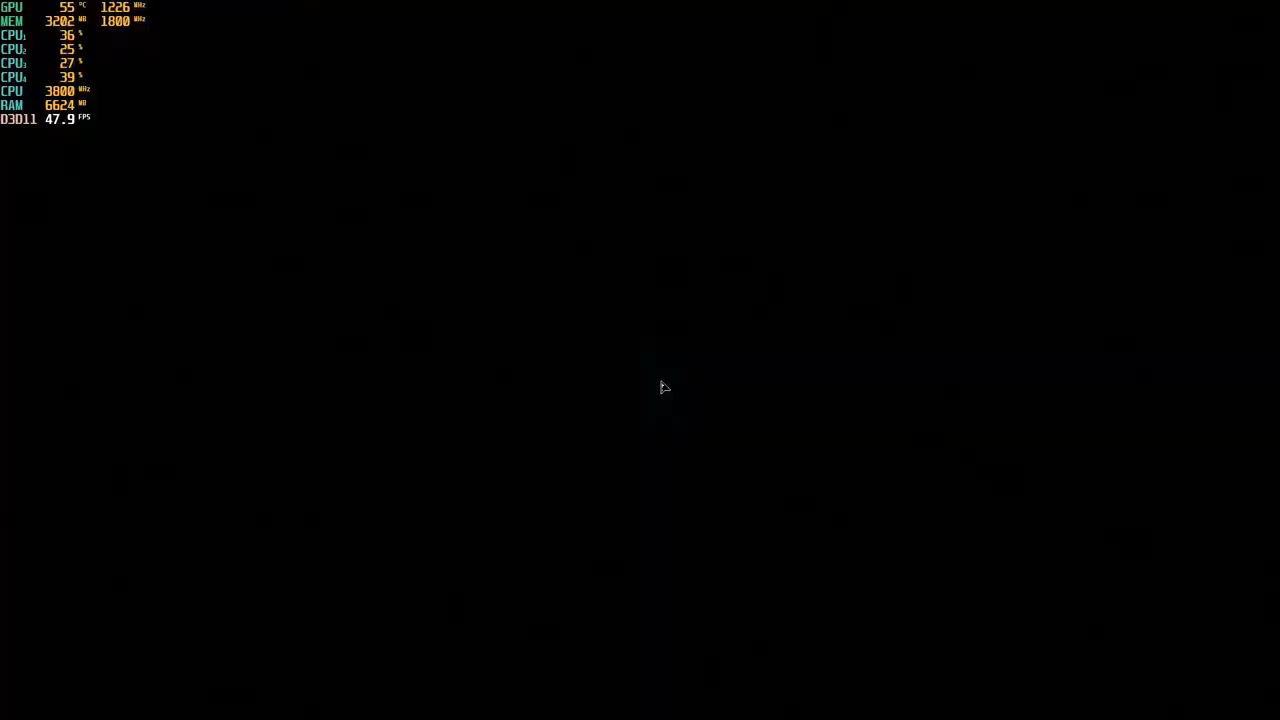 GPU 55 °C 1226 MHz
MEM 3202 MB 1800 MHz
CPU1 36 %
CPU2 25 %
CPU3 27 %
CPU4 39 %
CPU 3800 MHz
RAM 6624 MB
D3D11 47.9 FPS